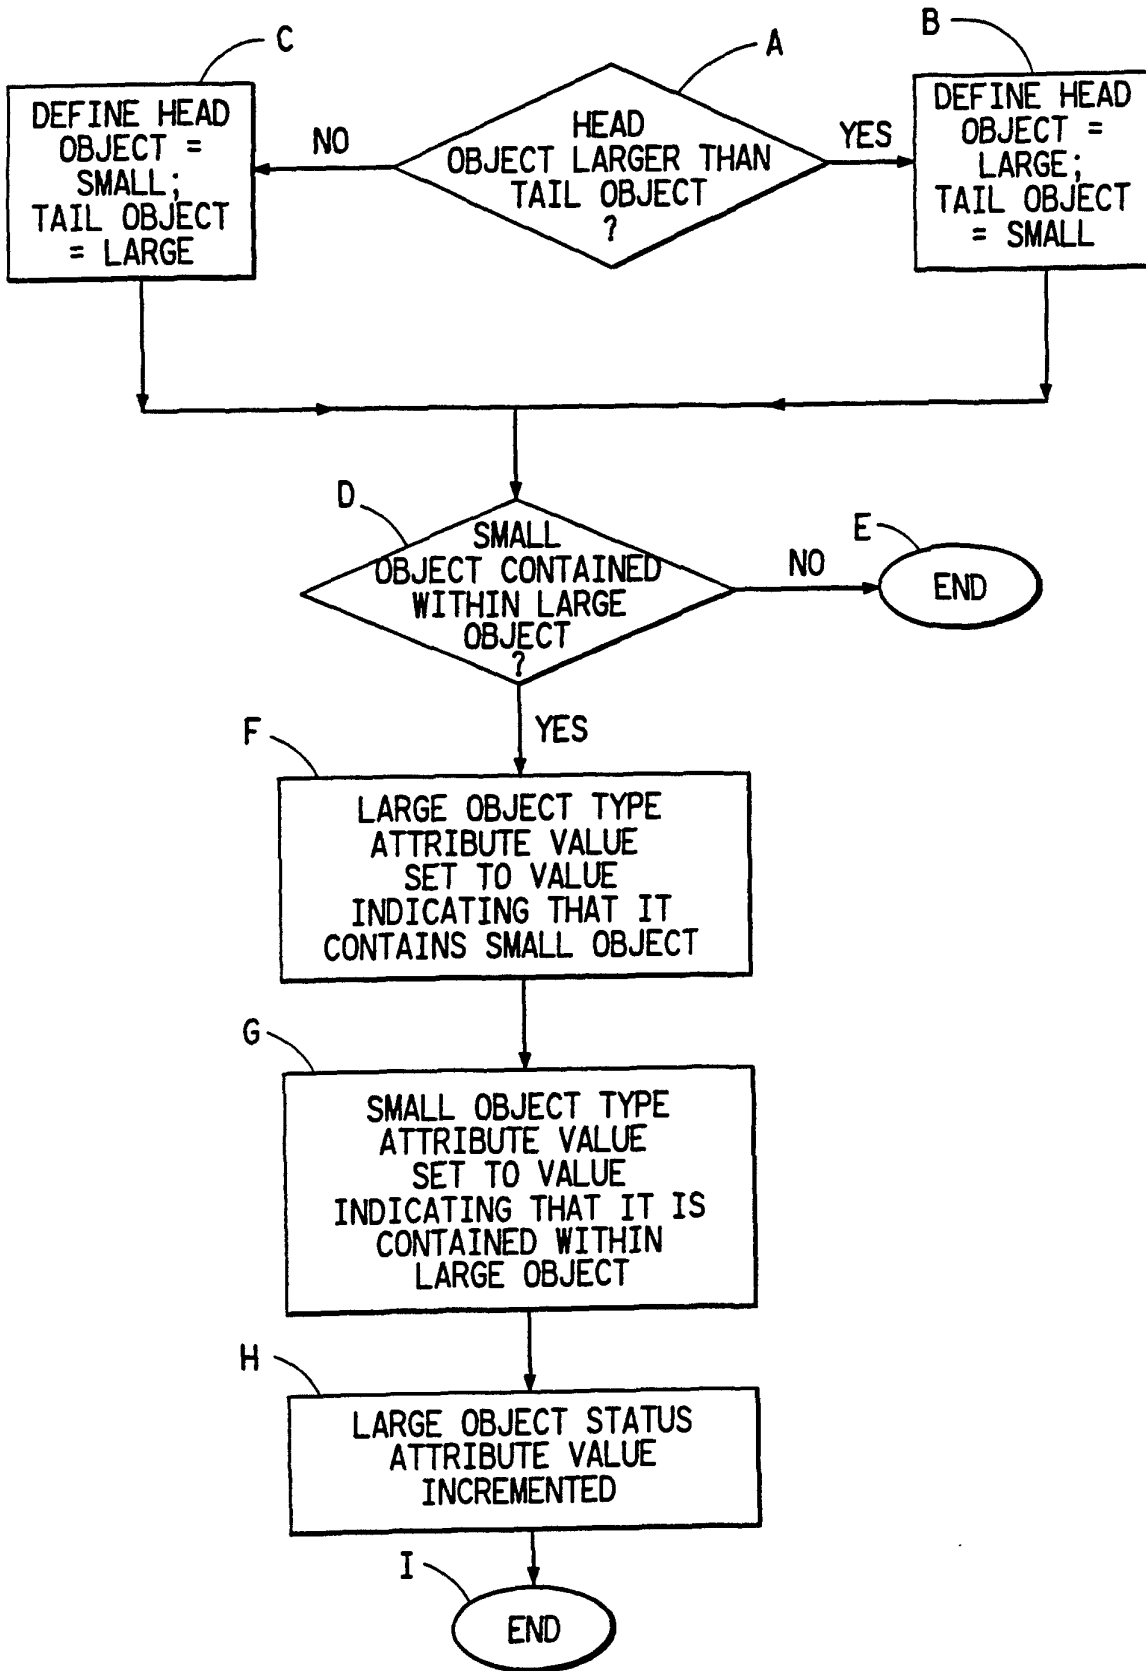 C
A
B
DEFINE HEAD
OBJECT =
SMALL;
TAIL OBJECT
= LARGE
NO
HEAD
OBJECT LARGER THAN
TAIL OBJECT
?
YES
DEFINE HEAD
OBJECT =
LARGE;
TAIL OBJECT
= SMALL
D
SMALL
OBJECT CONTAINED
WITHIN LARGE
OBJECT
?
NO
E
END
YES
F
LARGE OBJECT TYPE
ATTRIBUTE VALUE
SET TO VALUE
INDICATING THAT IT
CONTAINS SMALL OBJECT
G
SMALL OBJECT TYPE
ATTRIBUTE VALUE
SET TO VALUE
INDICATING THAT IT IS
CONTAINED WITHIN
LARGE OBJECT
H
LARGE OBJECT STATUS
ATTRIBUTE VALUE
INCREMENTED
I
END